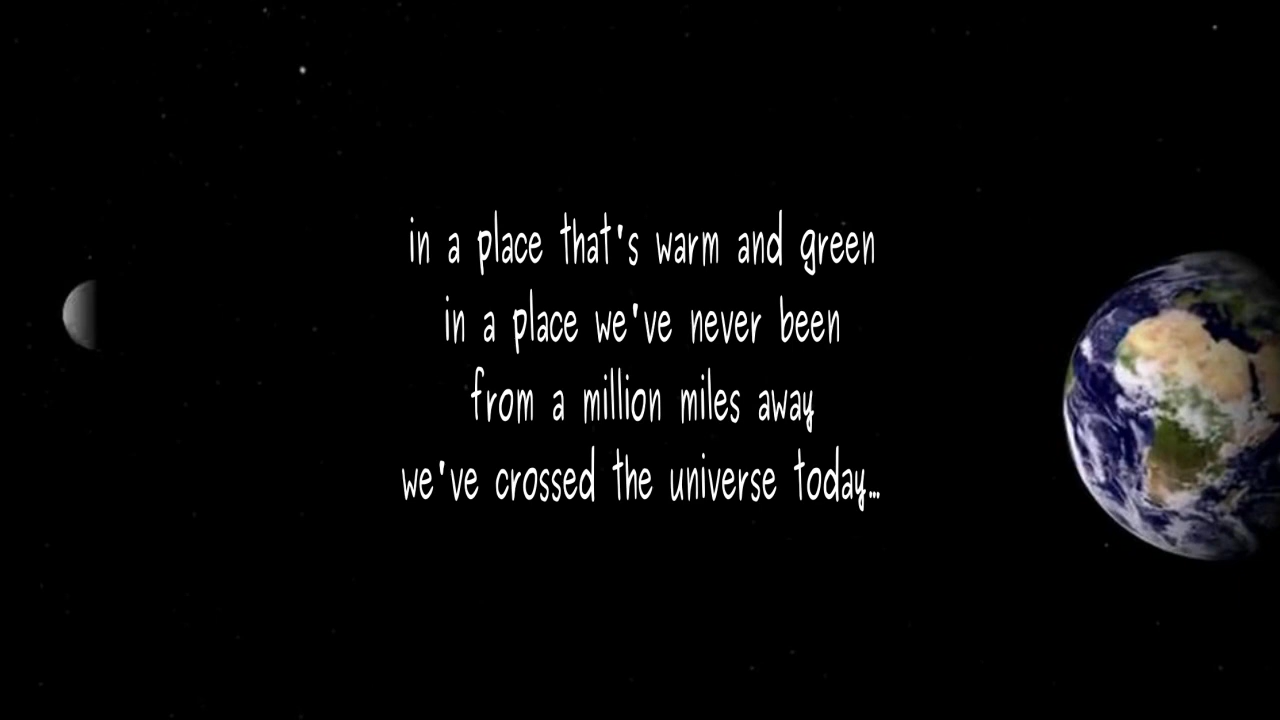 in a place that's warm and green
in a place we've never been
from a million miles away
we've crossed the universe today...